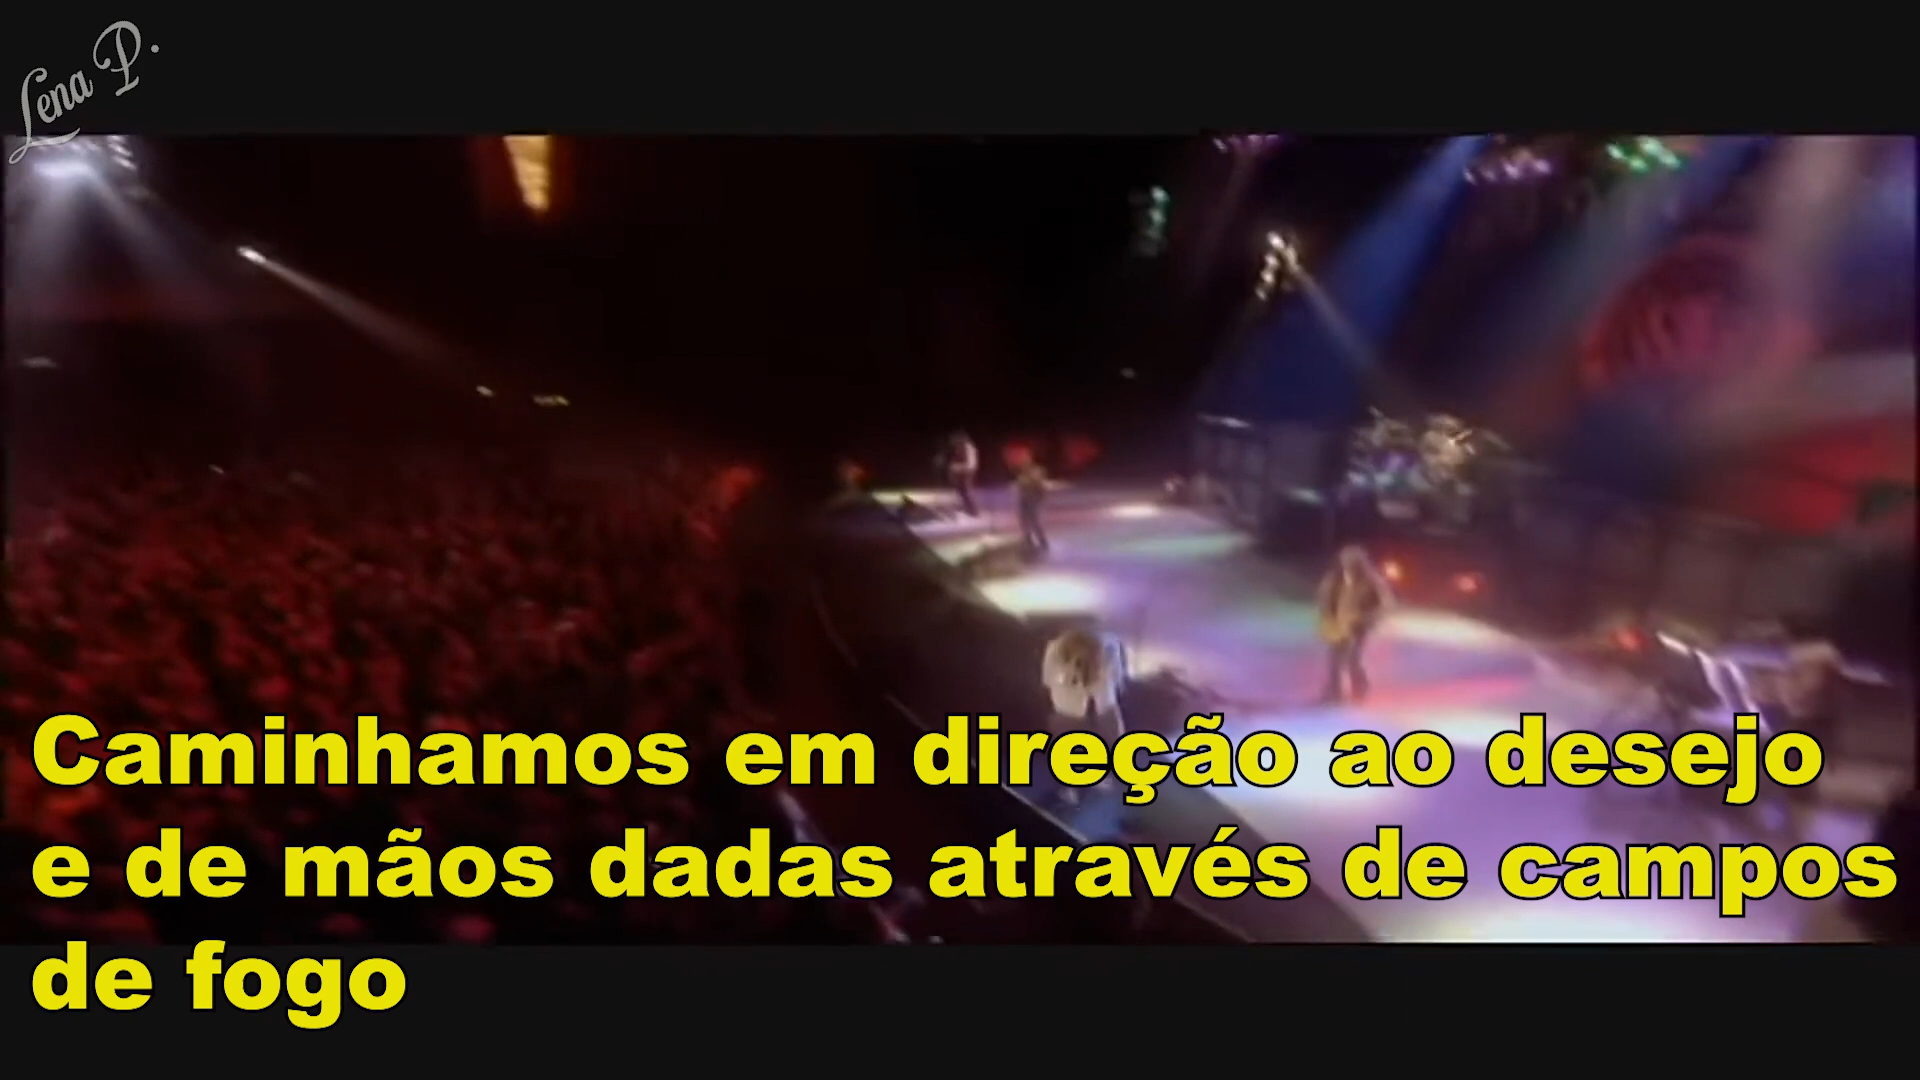 Lena P.
Caminhamos em direção ao desejo
e de mãos dadas através de campos
de fogo